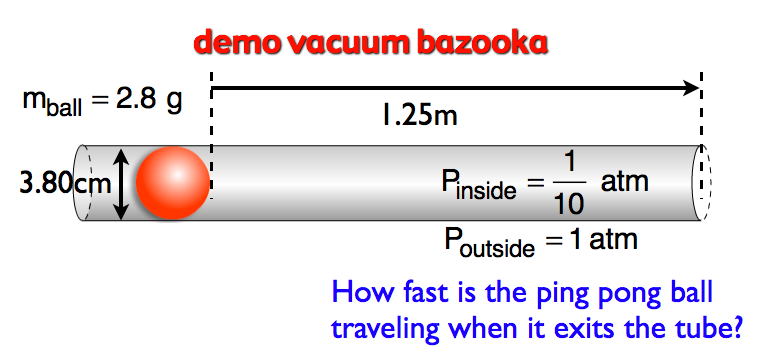 demo vacuum bazooka
m_ball = 2.8 g
1.25m
3.80cm
P_inside = 1/10 atm
P_outside = 1 atm
How fast is the ping pong ball
traveling when it exits the tube?